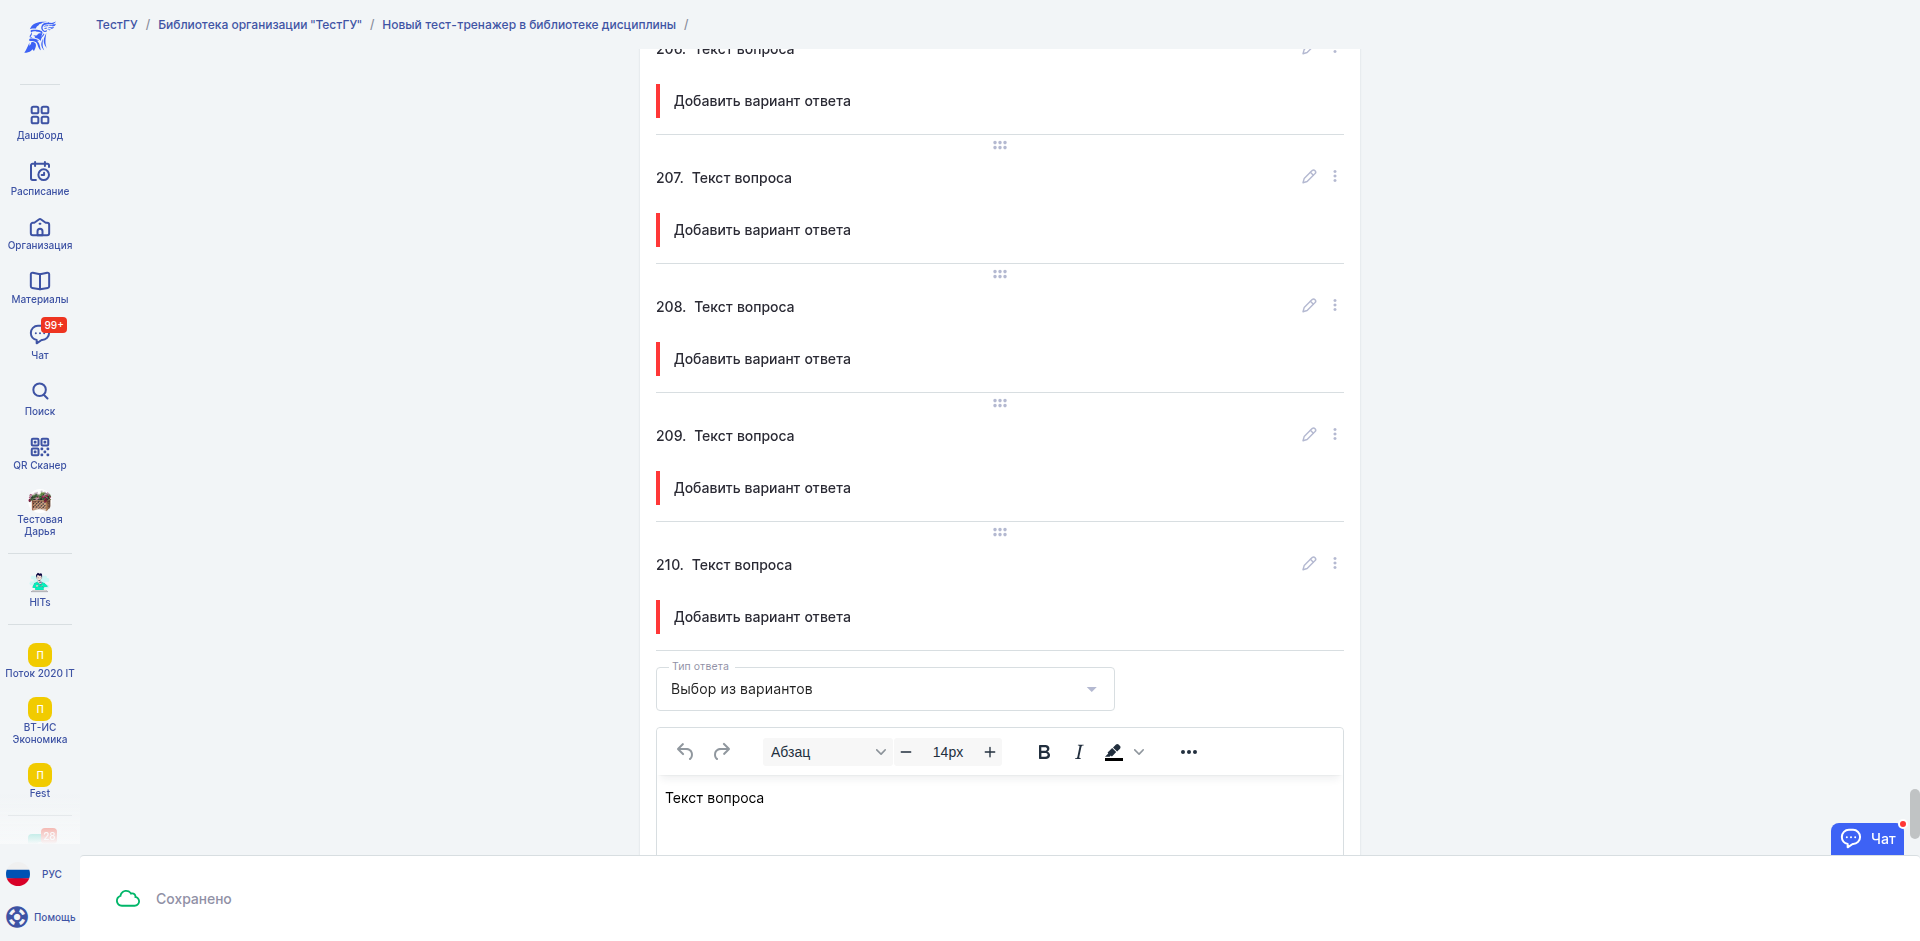 ТестГУ / Библиотека организации "ТестГУ" / Новый тест-тренажер в библиотеке дисциплины /
Дашборд
Расписание
Организация
Материалы
99+
Чат
Поиск
QR Сканер
Тестовая
Дарья
HITs
П
Поток 2020 IT
П
ВТ-ИС
Экономика
П
Fest
28
РУС
Помощь
206. Текст вопроса
Добавить вариант ответа
207. Текст вопроса
Добавить вариант ответа
208. Текст вопроса
Добавить вариант ответа
209. Текст вопроса
Добавить вариант ответа
210. Текст вопроса
Добавить вариант ответа
Тип ответа
Выбор из вариантов
Абзац
14px
B I
Текст вопроса
Чат
Сохранено